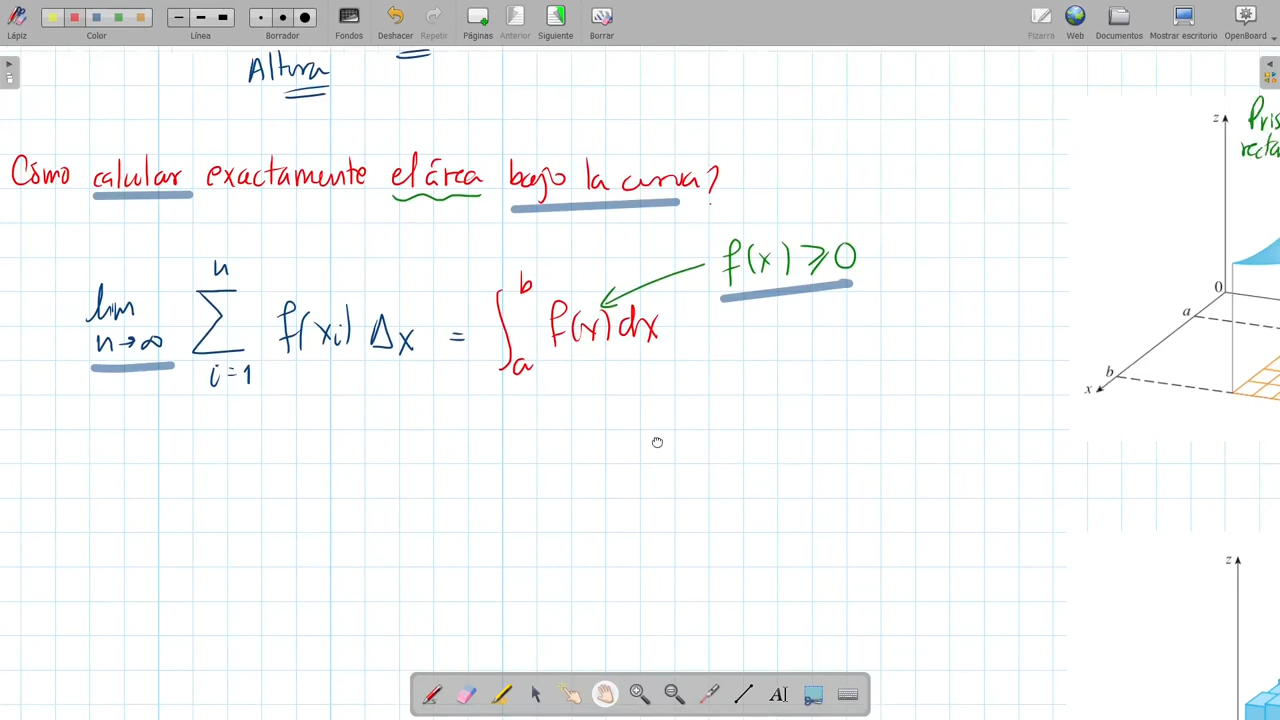 Lápiz Color Línea Borrador Fondos Deshacer Repetir Páginas Anterior Siguiente Borrar Pizarra Web Documentos Mostrar escritorio OpenBoard
Altura
Cómo calular exactamente el área bajo la curva?
f(x) ≥ 0
lim n→∞ ∑ i=1 n f(xi) Δx = ∫ a b f(x) dx
z
0
a
b
x
z
AI